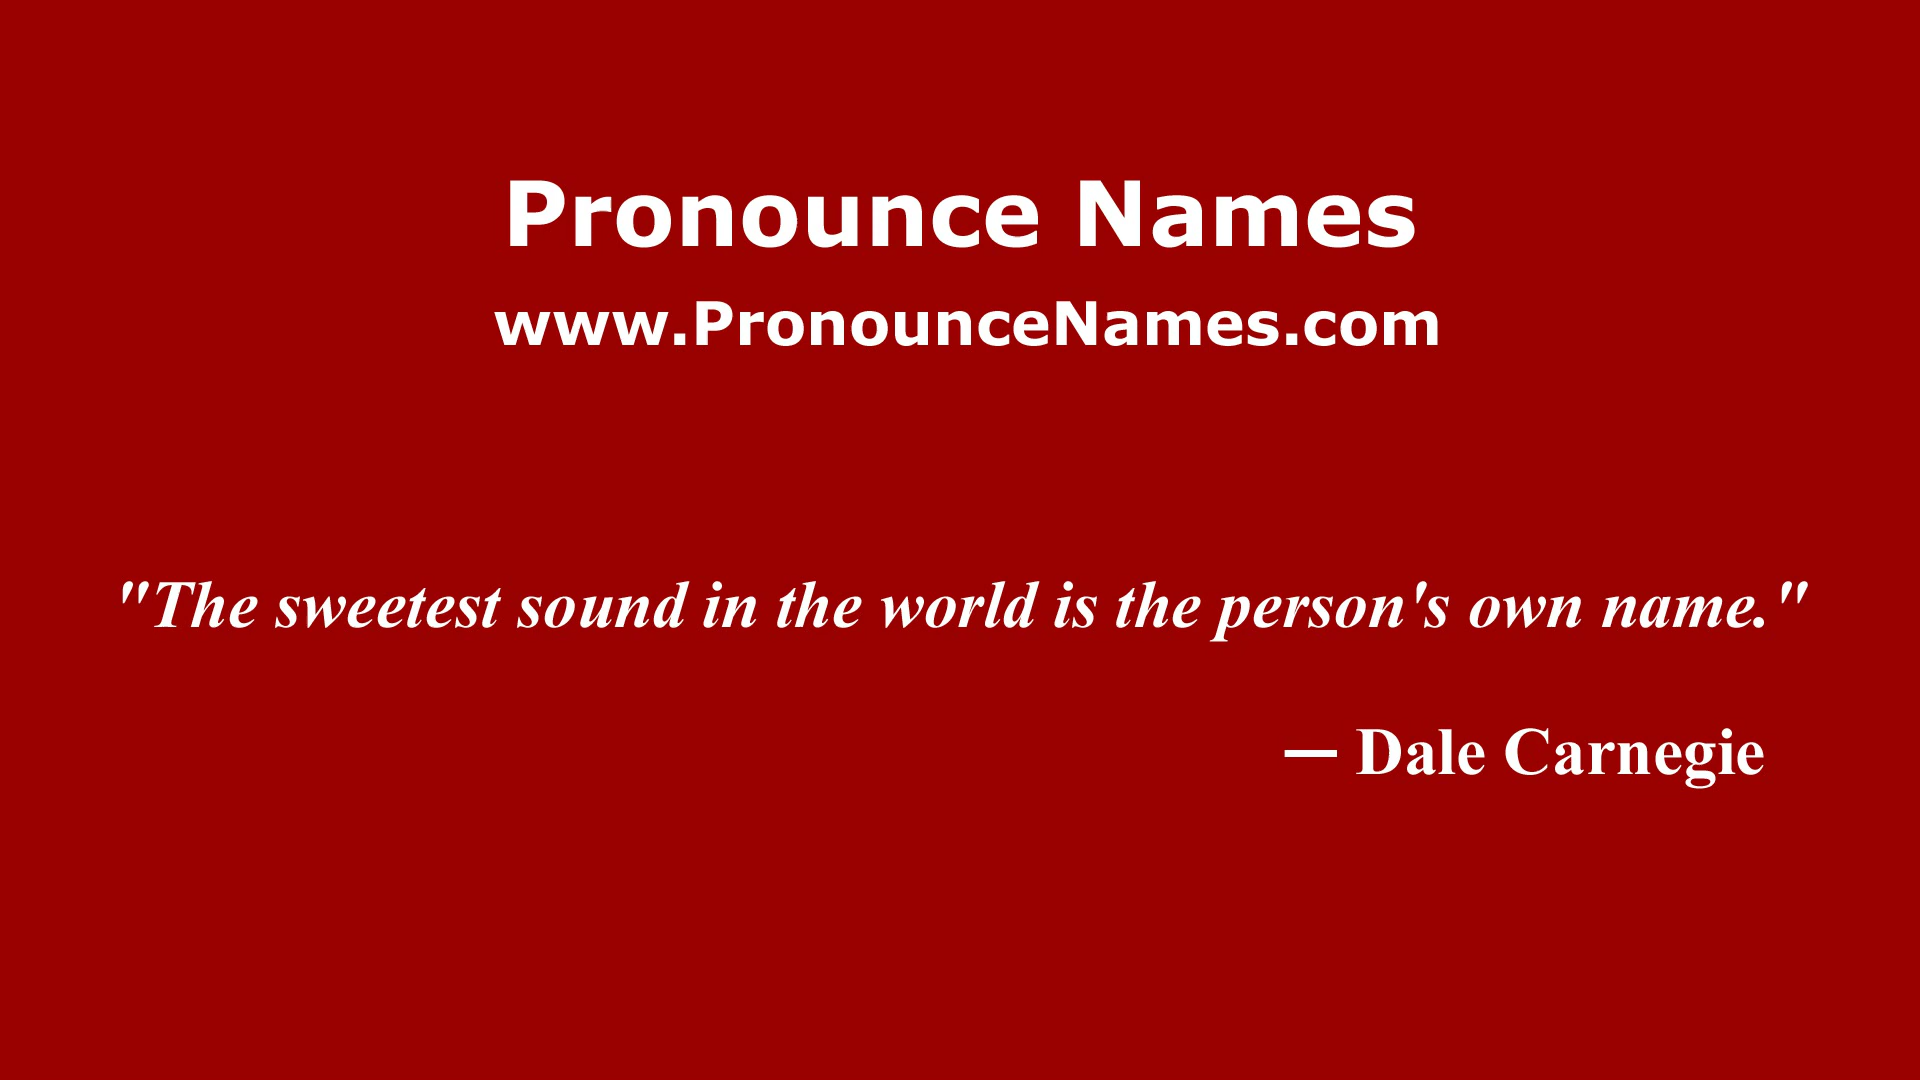 Pronounce Names
www.PronounceNames.com
"The sweetest sound in the world is the person's own name."
— Dale Carnegie